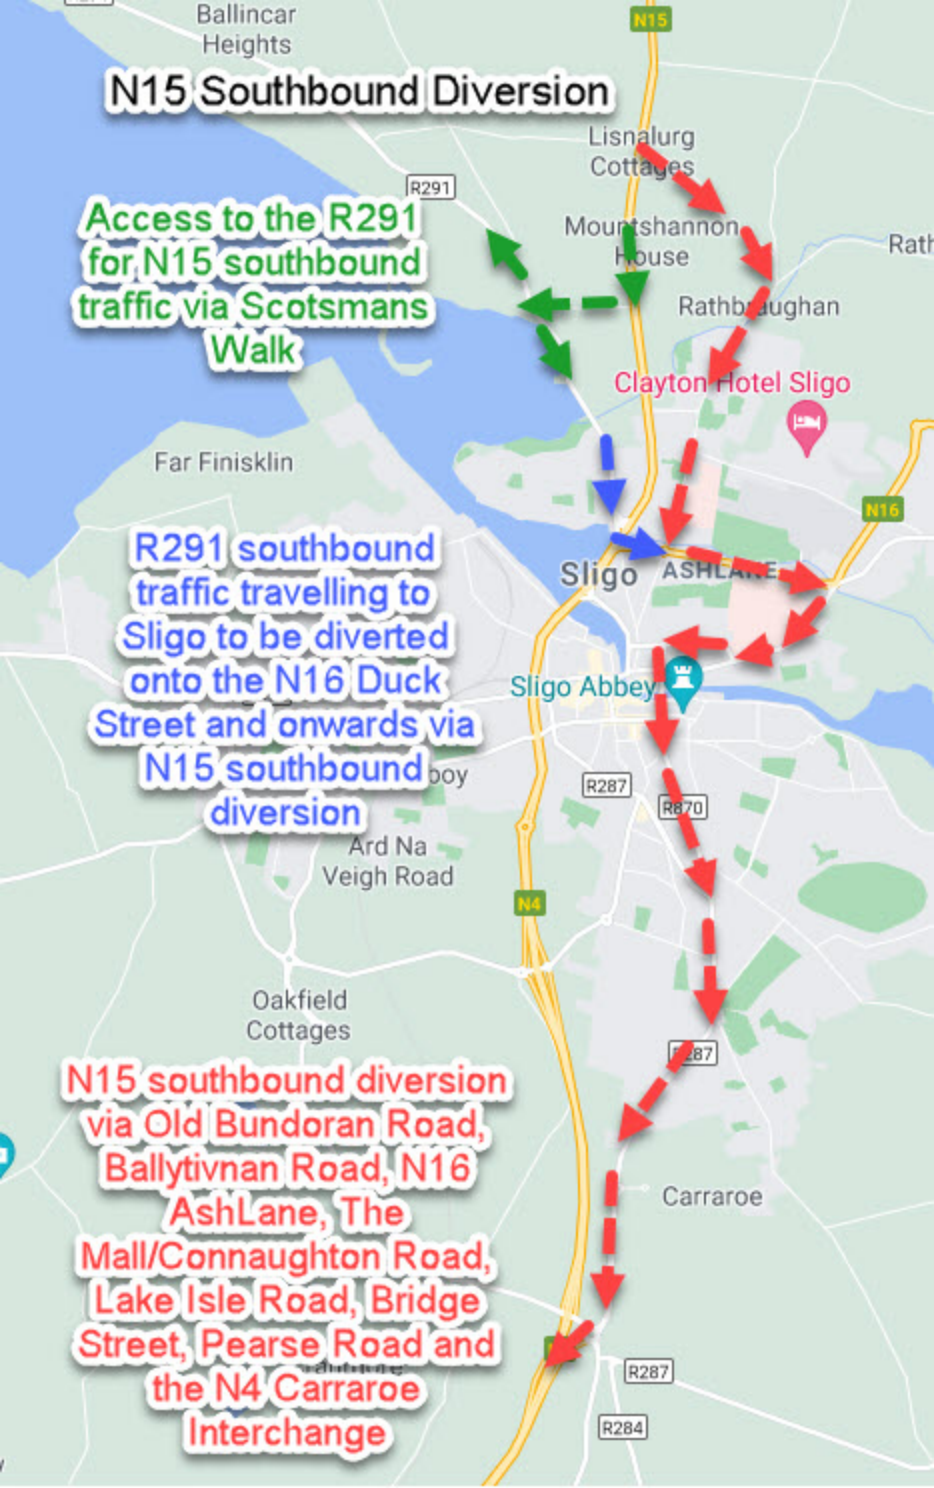 Ballincar
Heights
N15
N15 Southbound Diversion
Lisnalurg
Cottages
R291
Access to the R291
for N15 southbound
traffic via Scotsmans
Walk
Mountshannon
House
Rath
Rathbraughan
Clayton Hotel Sligo
Far Finisklin
N16
R291 southbound
traffic travelling to
Sligo to be diverted
onto the N16 Duck
Street and onwards via
N15 southbound
diversion
Sligo
ASHLANE
Sligo Abbey
boy
R287
R870
Ard Na
Veigh Road
N4
Oakfield
Cottages
R287
N15 southbound diversion
via Old Bundoran Road,
Ballytivnan Road, N16
AshLane, The
Mall/Connaughton Road,
Lake Isle Road, Bridge
Street, Pearse Road and
the N4 Carraroe
Interchange
Carraroe
R287
R284